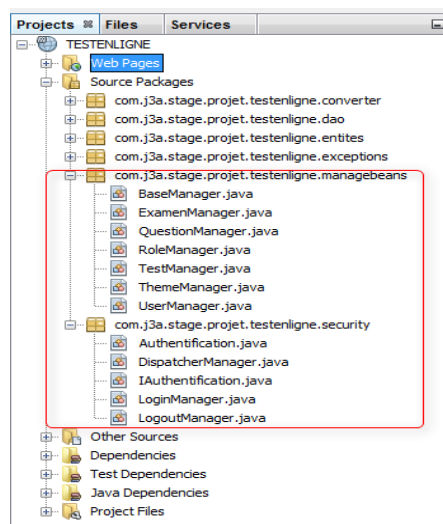 Projects Files Services
TESTENLIGNE
Web Pages
Source Packages
com.j3a.stage.projet.testenligne.converter
com.j3a.stage.projet.testenligne.dao
com.j3a.stage.projet.testenligne.entites
com.j3a.stage.projet.testenligne.exceptions
com.j3a.stage.projet.testenligne.managebeans
BaseManager.java
ExamenManager.java
QuestionManager.java
RoleManager.java
TestManager.java
ThemeManager.java
UserManager.java
com.j3a.stage.projet.testenligne.security
Authentification.java
DispatcherManager.java
IAuthentification.java
LoginManager.java
LogoutManager.java
Other Sources
Dependencies
Test Dependencies
Java Dependencies
Project Files